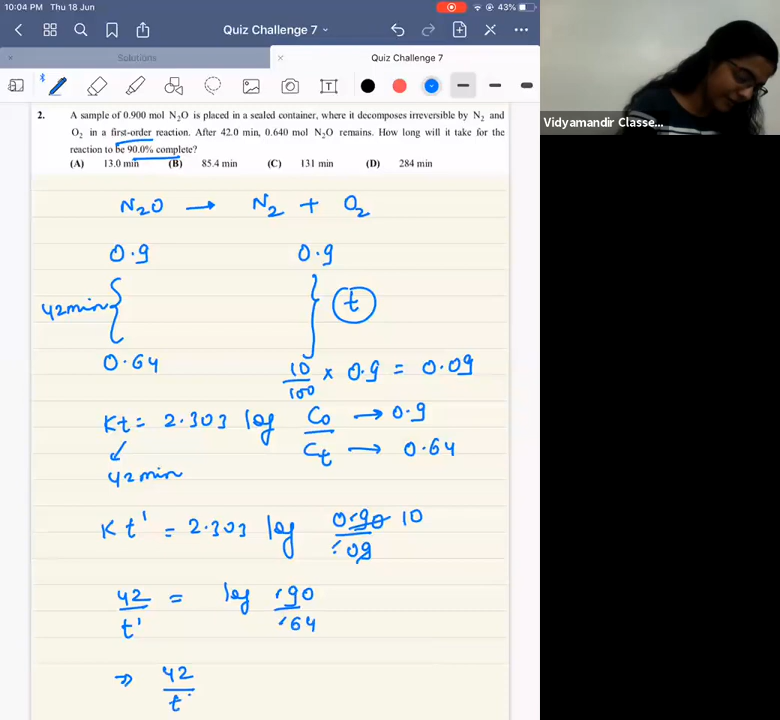 10:04 PM Thu 18 Jun
43%
Quiz Challenge 7
Solutions
Quiz Challenge 7
T
Vidyamandir Classe...
2. A sample of 0.900 mol N₂O is placed in a sealed container, where it decomposes irreversible by N₂ and
O₂ in a first-order reaction. After 42.0 min, 0.640 mol N₂O remains. How long will it take for the
reaction to be 90.0% complete?
(A) 13.0 min (B) 85.4 min (C) 131 min (D) 284 min
N₂O → N₂ + O₂
0.9 0.9
42min t
0.64
10/100 × 0.9 = 0.09
Kt = 2.303 log C₀/Cₜ → 0.9
→ 0.64
42min
Kt' = 2.303 log 0.90/.09 10
42/t' = log .90/.64
⇒ 42/t'